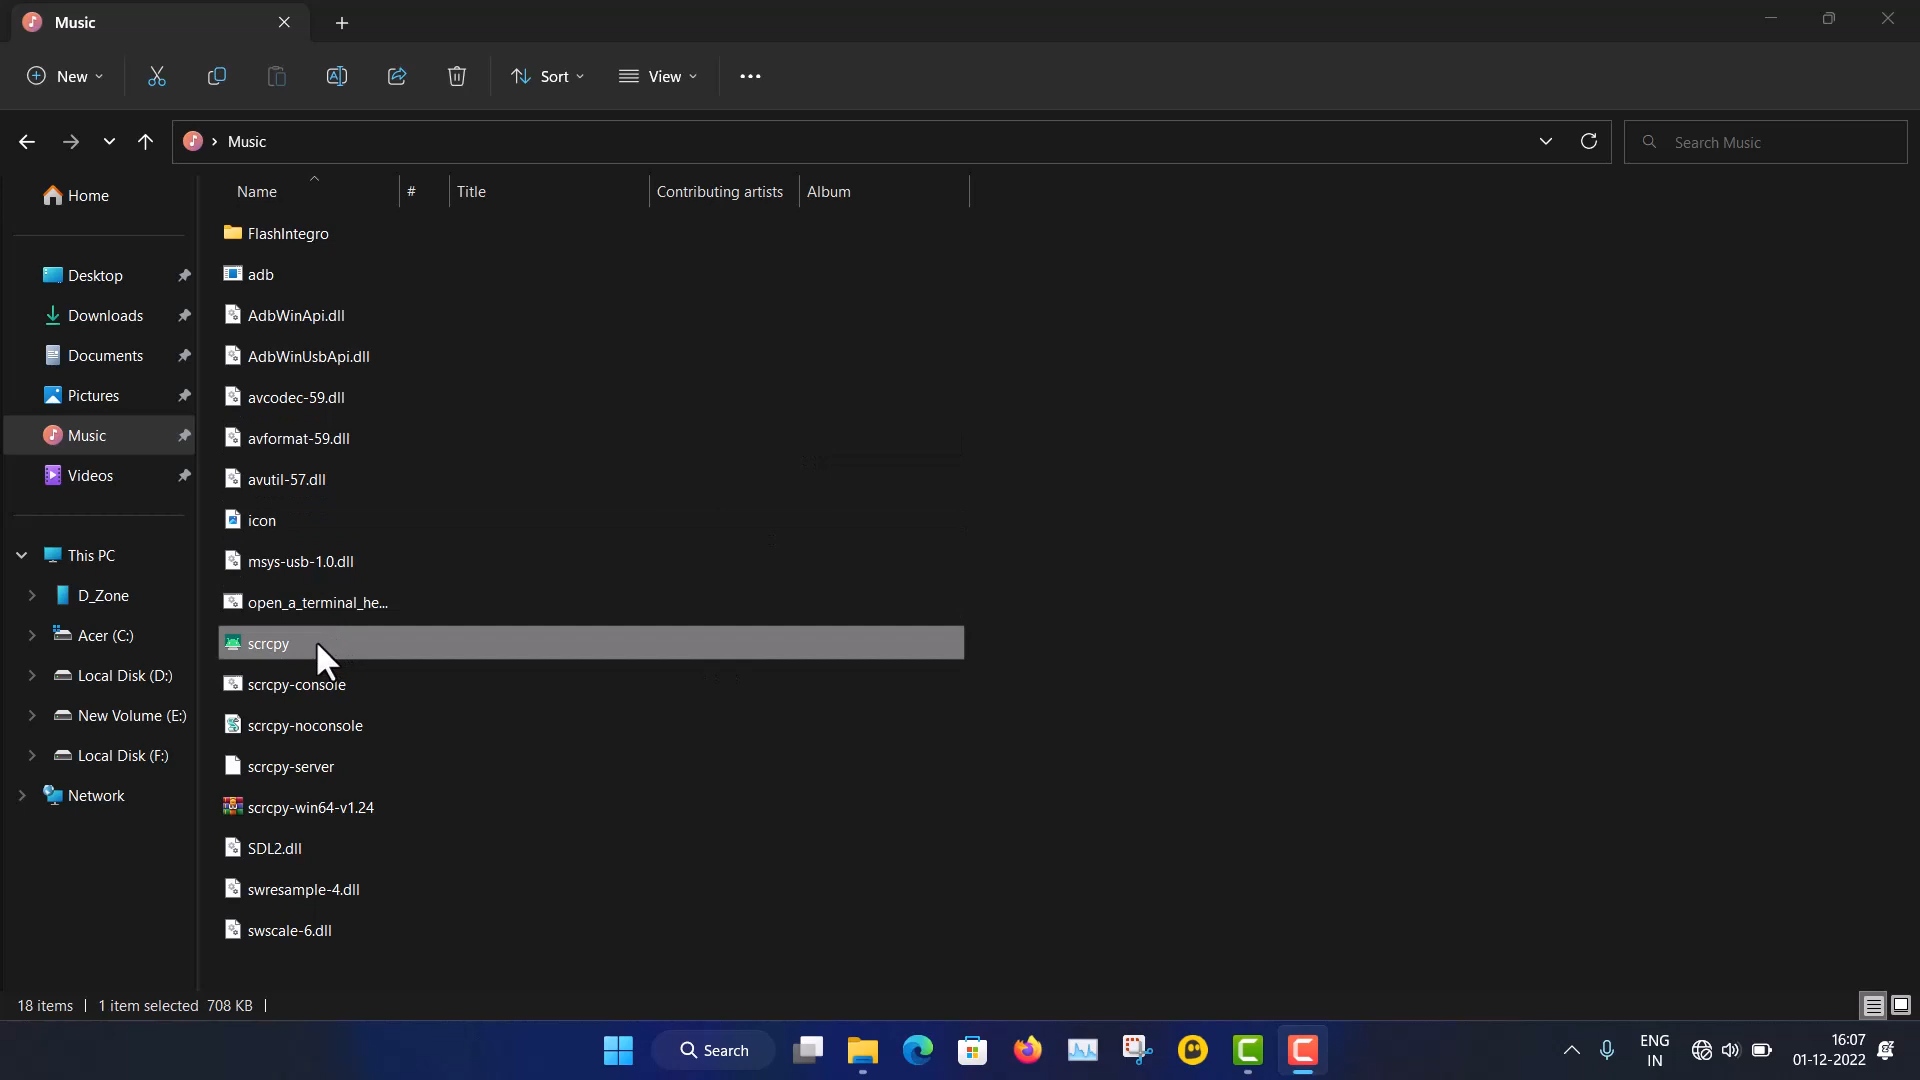 Music
New
Sort
View
Music
Search Music
Name
#
Title
Contributing artists
Album
Home
Desktop
Downloads
Documents
Pictures
Music
Videos
This PC
D_Zone
Acer (C:)
Local Disk (D:)
New Volume (E:)
Local Disk (F:)
Network
FlashIntegro
adb
AdbWinApi.dll
AdbWinUsbApi.dll
avcodec-59.dll
avformat-59.dll
avutil-57.dll
icon
msys-usb-1.0.dll
open_a_terminal_he...
scrcpy
scrcpy-console
scrcpy-noconsole
scrcpy-server
scrcpy-win64-v1.24
SDL2.dll
swresample-4.dll
swscale-6.dll
18 items
1 item selected 708 KB
Search
ENG
IN
16:07
01-12-2022